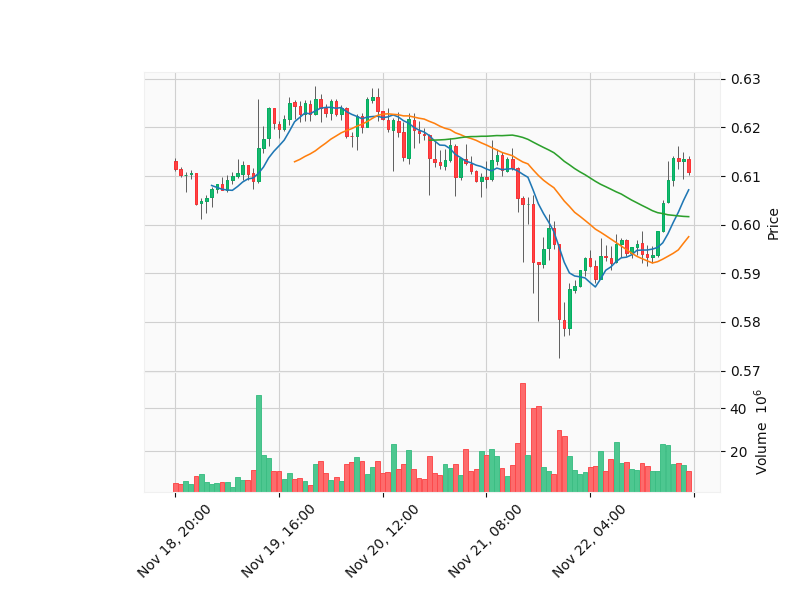 0.63
0.62
0.61
0.60
0.59
0.58
0.57
Price
40
20
Volume 10^6
Nov 18, 20:00
Nov 19, 16:00
Nov 20, 12:00
Nov 21, 08:00
Nov 22, 04:00